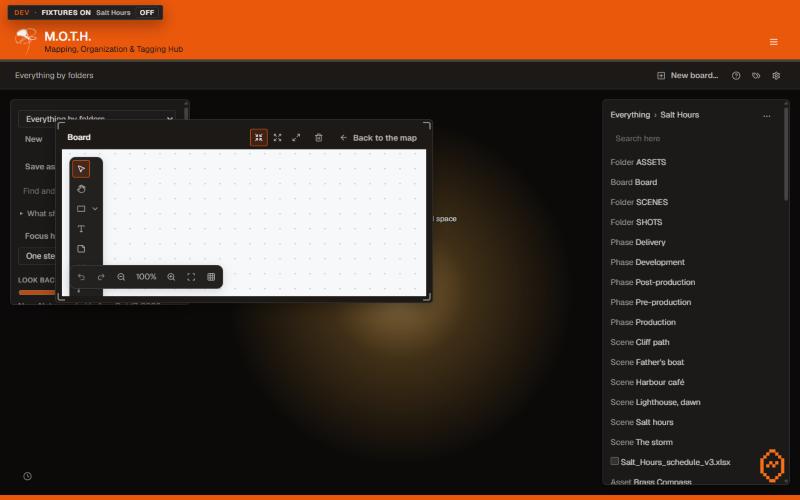 DEV · FIXTURES ON Salt Hours OFF
M.O.T.H.
Mapping, Organization & Tagging Hub
Everything by folders
New board...
Everything by folders
New
Save as
Find and
What
Focus
One ste
LOOK BAC
Board
Back to the map
100%
space
Everything › Salt Hours
...
Search here
Folder ASSETS
Board Board
Folder SCENES
Folder SHOTS
Phase Delivery
Phase Development
Phase Post-production
Phase Pre-production
Phase Production
Scene Cliff path
Scene Father's boat
Scene Harbour café
Scene Lighthouse, dawn
Scene Salt hours
Scene The storm
Salt_Hours_schedule_v3.xlsx
Asset Brass Compass